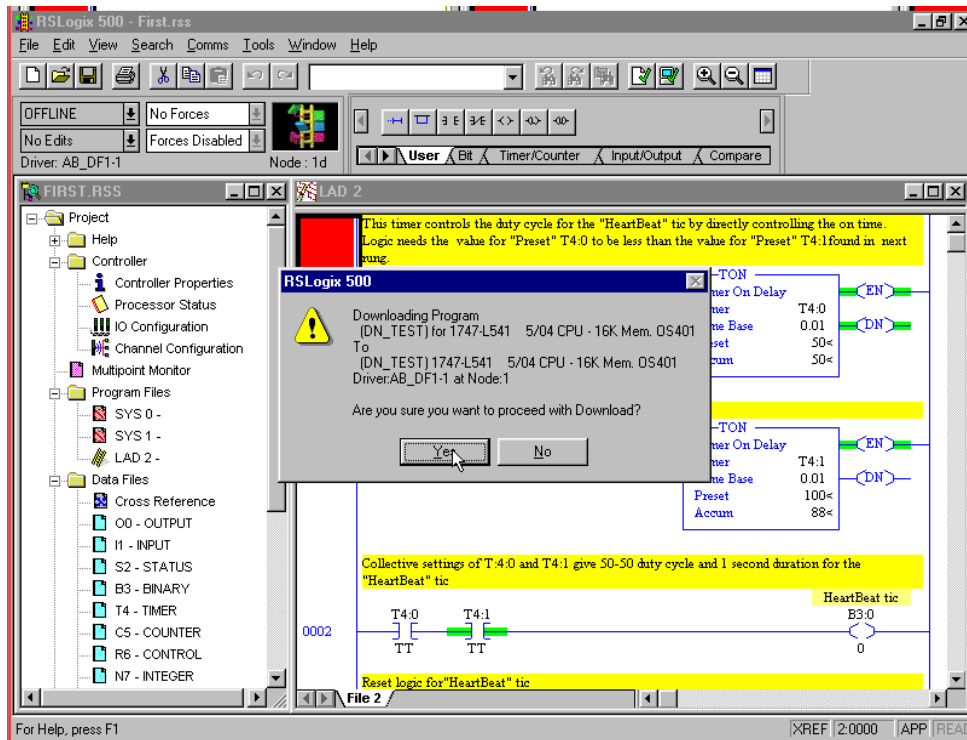 RSLogix 500 - First.rss
File Edit View Search Comms Tools Window Help
OFFLINE No Forces
No Edits Forces Disabled
Driver: AB_DF1-1 Node : 1d
User Bit Timer/Counter Input/Output Compare
FIRST.RSS
Project
Help
Controller
Controller Properties
Processor Status
IO Configuration
Channel Configuration
Multipoint Monitor
Program Files
SYS 0 -
SYS 1 -
LAD 2 -
Data Files
Cross Reference
O0 - OUTPUT
I1 - INPUT
S2 - STATUS
B3 - BINARY
T4 - TIMER
C5 - COUNTER
R6 - CONTROL
N7 - INTEGER
LAD 2
This timer controls the duty cycle for the "HeartBeat" tic by directly controlling the on time.
Logic needs the value for "Preset" T4:0 to be less than the value for "Preset" T4:1found in next
rung.
TON
mer On Delay EN
mer T4:0
me Base 0.01 DN
eset 50<
cum 50<
RSLogix 500
Downloading Program
(DN_TEST) for 1747-L541 5/04 CPU - 16K Mem. OS401
To
(DN_TEST) 1747-L541 5/04 CPU - 16K Mem. OS401
Driver:AB_DF1-1 at Node:1
Are you sure you want to proceed with Download?
Yes No
TON
mer On Delay EN
mer T4:1
me Base 0.01 DN
Preset 100<
Accum 88<
Collective settings of T:4:0 and T4:1 give 50-50 duty cycle and 1 second duration for the
"HeartBeat" tic
HeartBeat tic
T4:0 T4:1 B3:0
0002
TT TT 0
Reset logic for"HeartBeat" tic
File 2
For Help, press F1 XREF 2:0000 APP READ